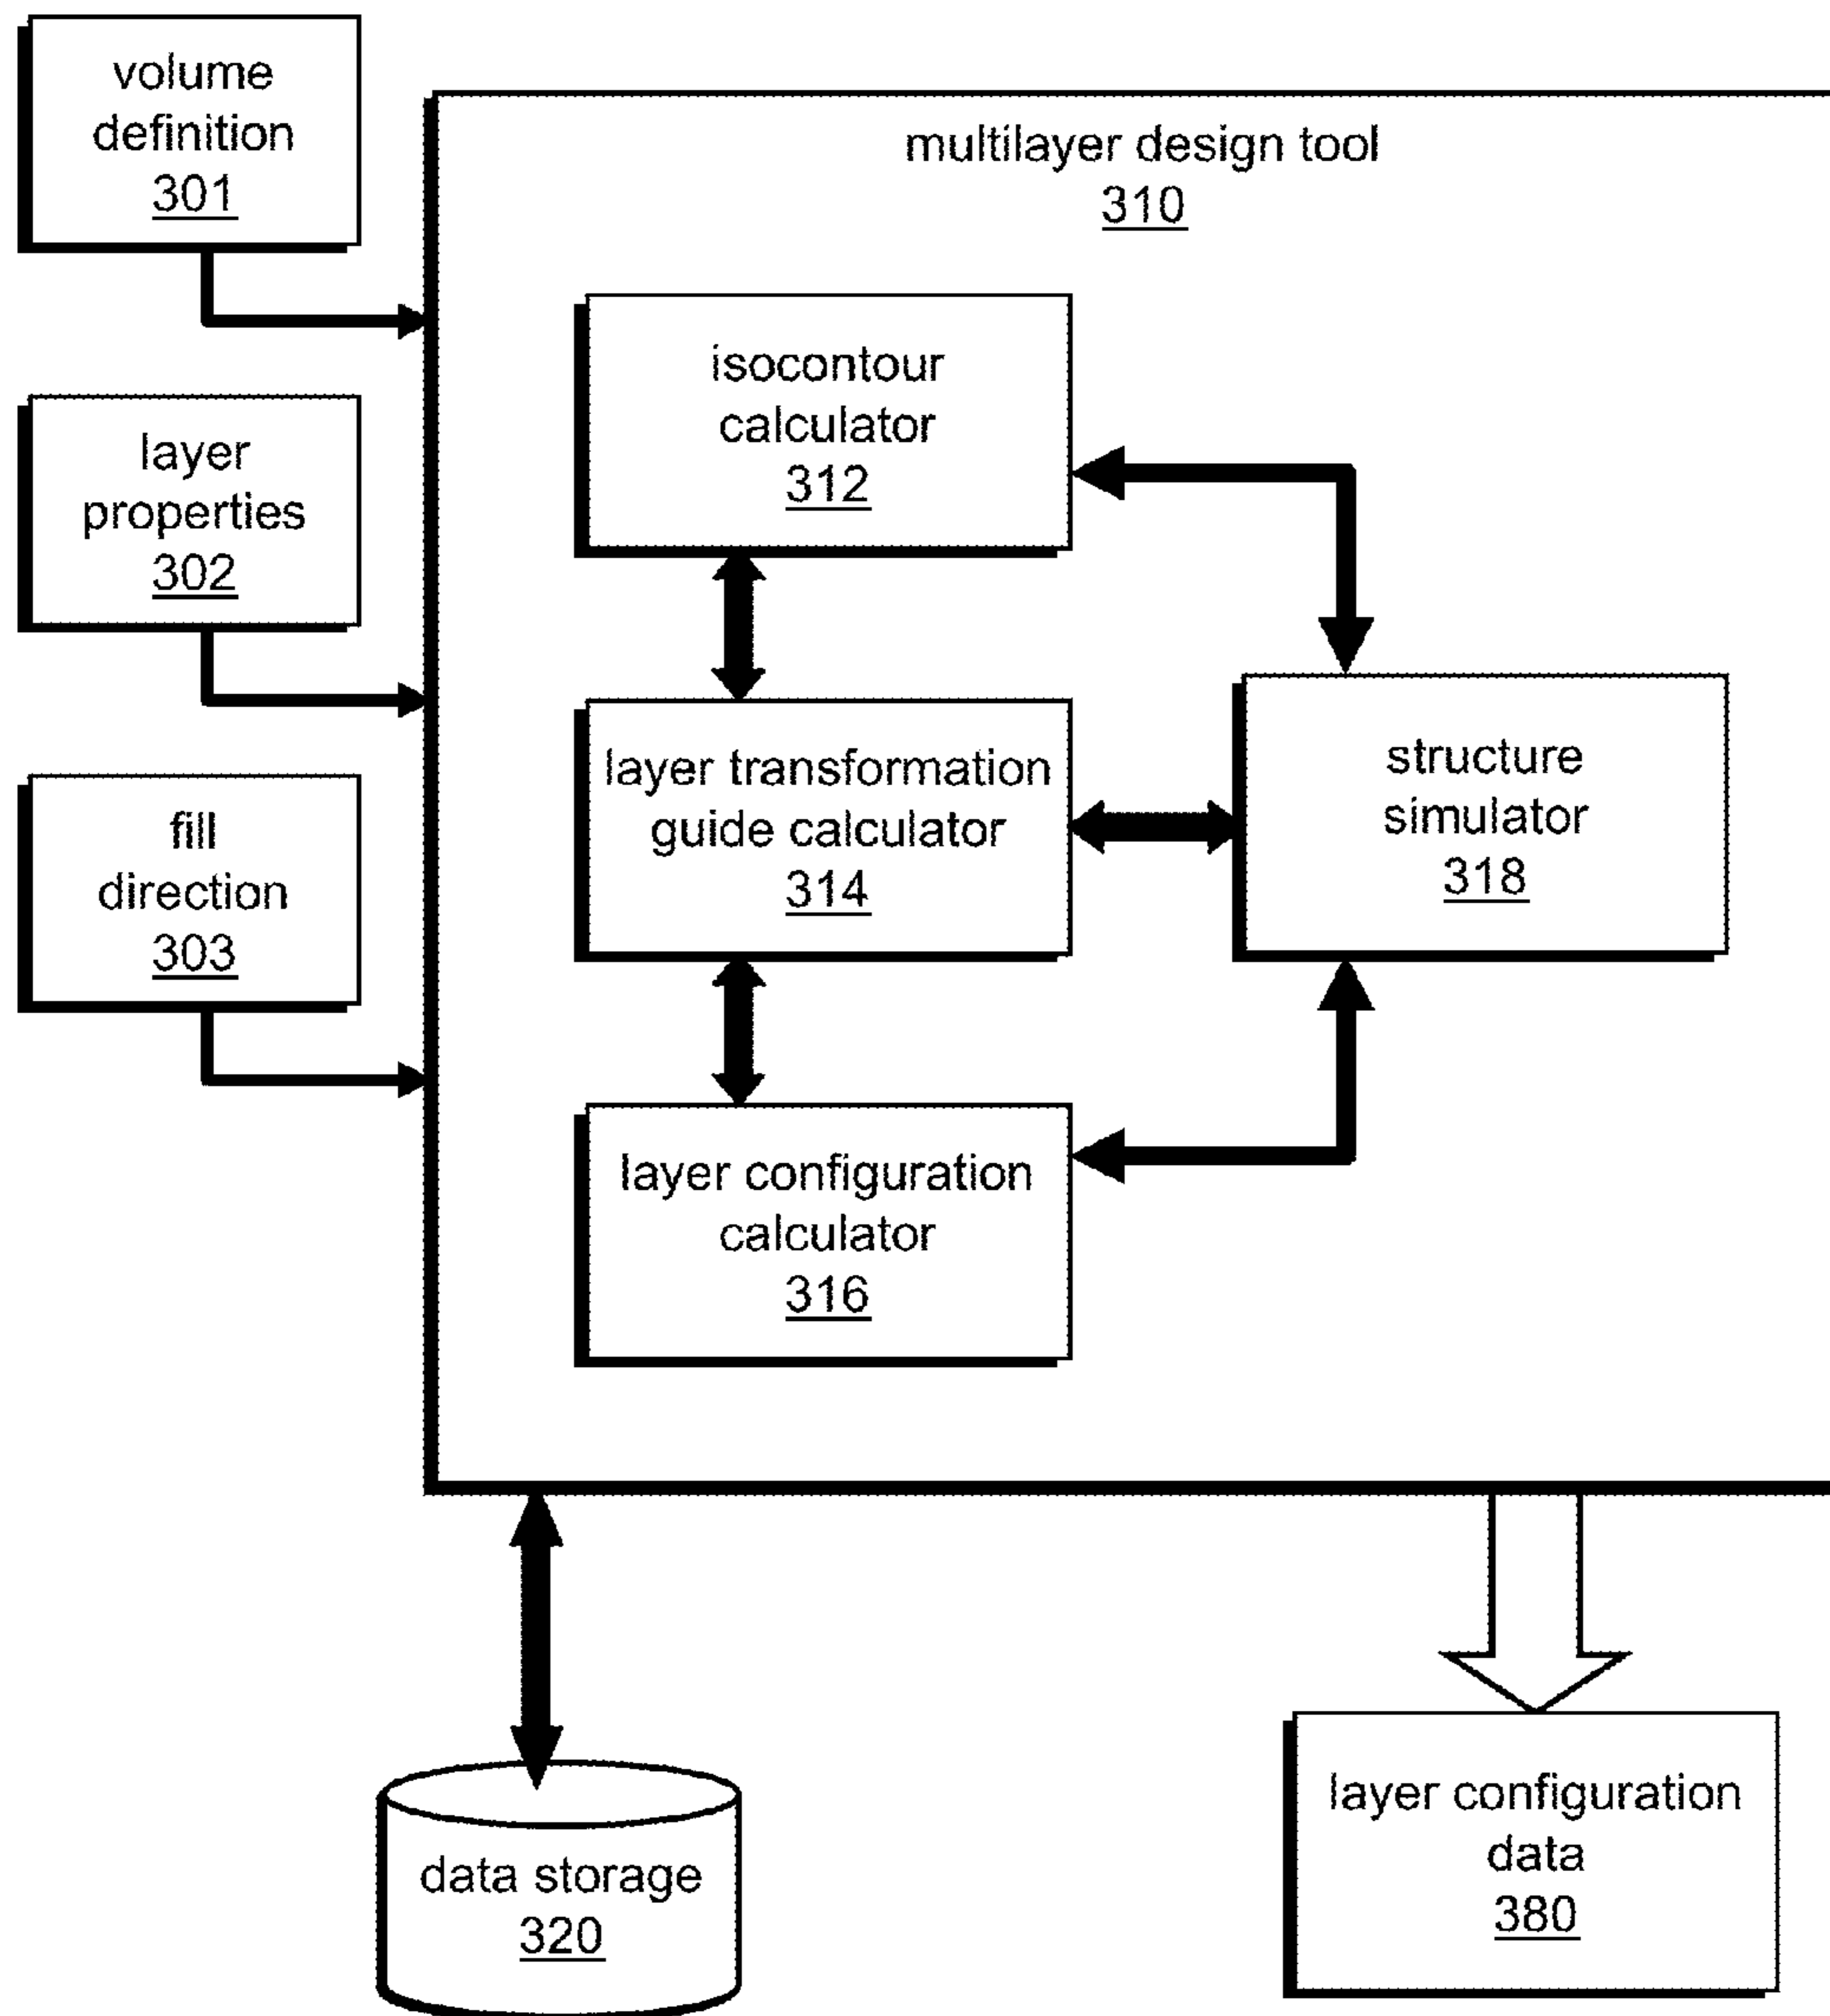 volume
definition
301
layer
properties
302
fill
direction
303
multilayer design tool
310
isocontour
calculator
312
layer transformation
guide calculator
314
structure
simulator
318
layer configuration
calculator
316
data storage
320
layer configuration
data
380